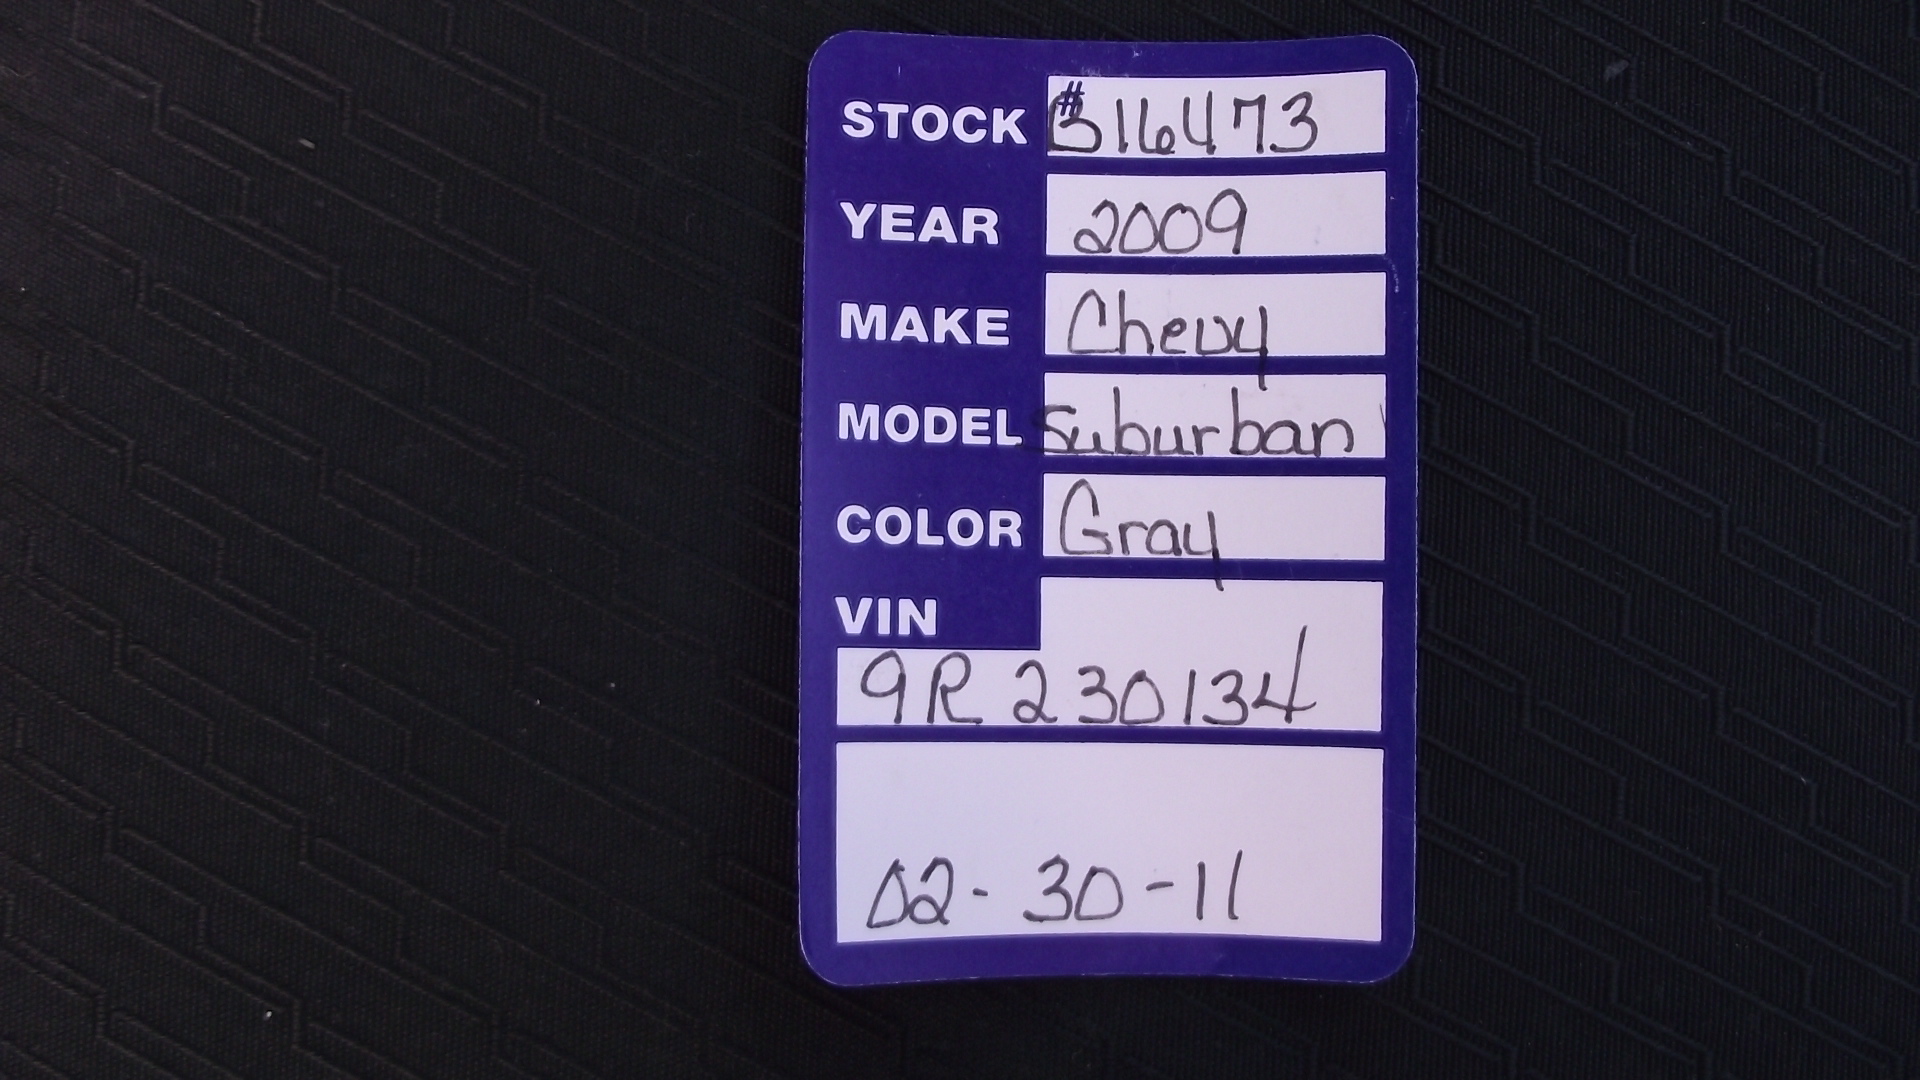 STOCK # B16473
YEAR 2009
MAKE Chevy
MODEL Suburban
COLOR Gray
VIN
9R230134
02-30-11